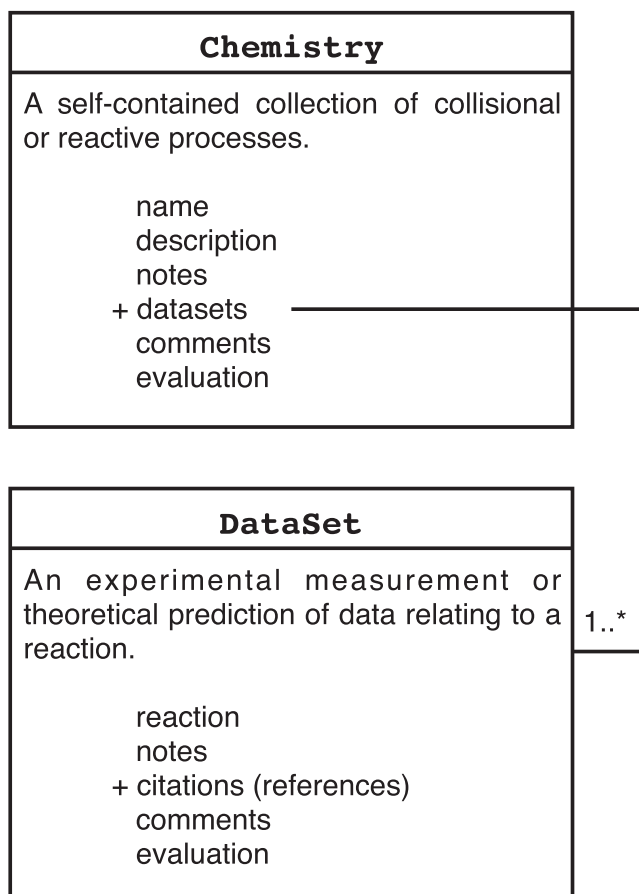 Chemistry
A self-contained collection of collisional
or reactive processes.
name
description
notes
+ datasets
comments
evaluation
DataSet
An experimental measurement or
theoretical prediction of data relating to a
reaction.
1..*
reaction
notes
+ citations (references)
comments
evaluation